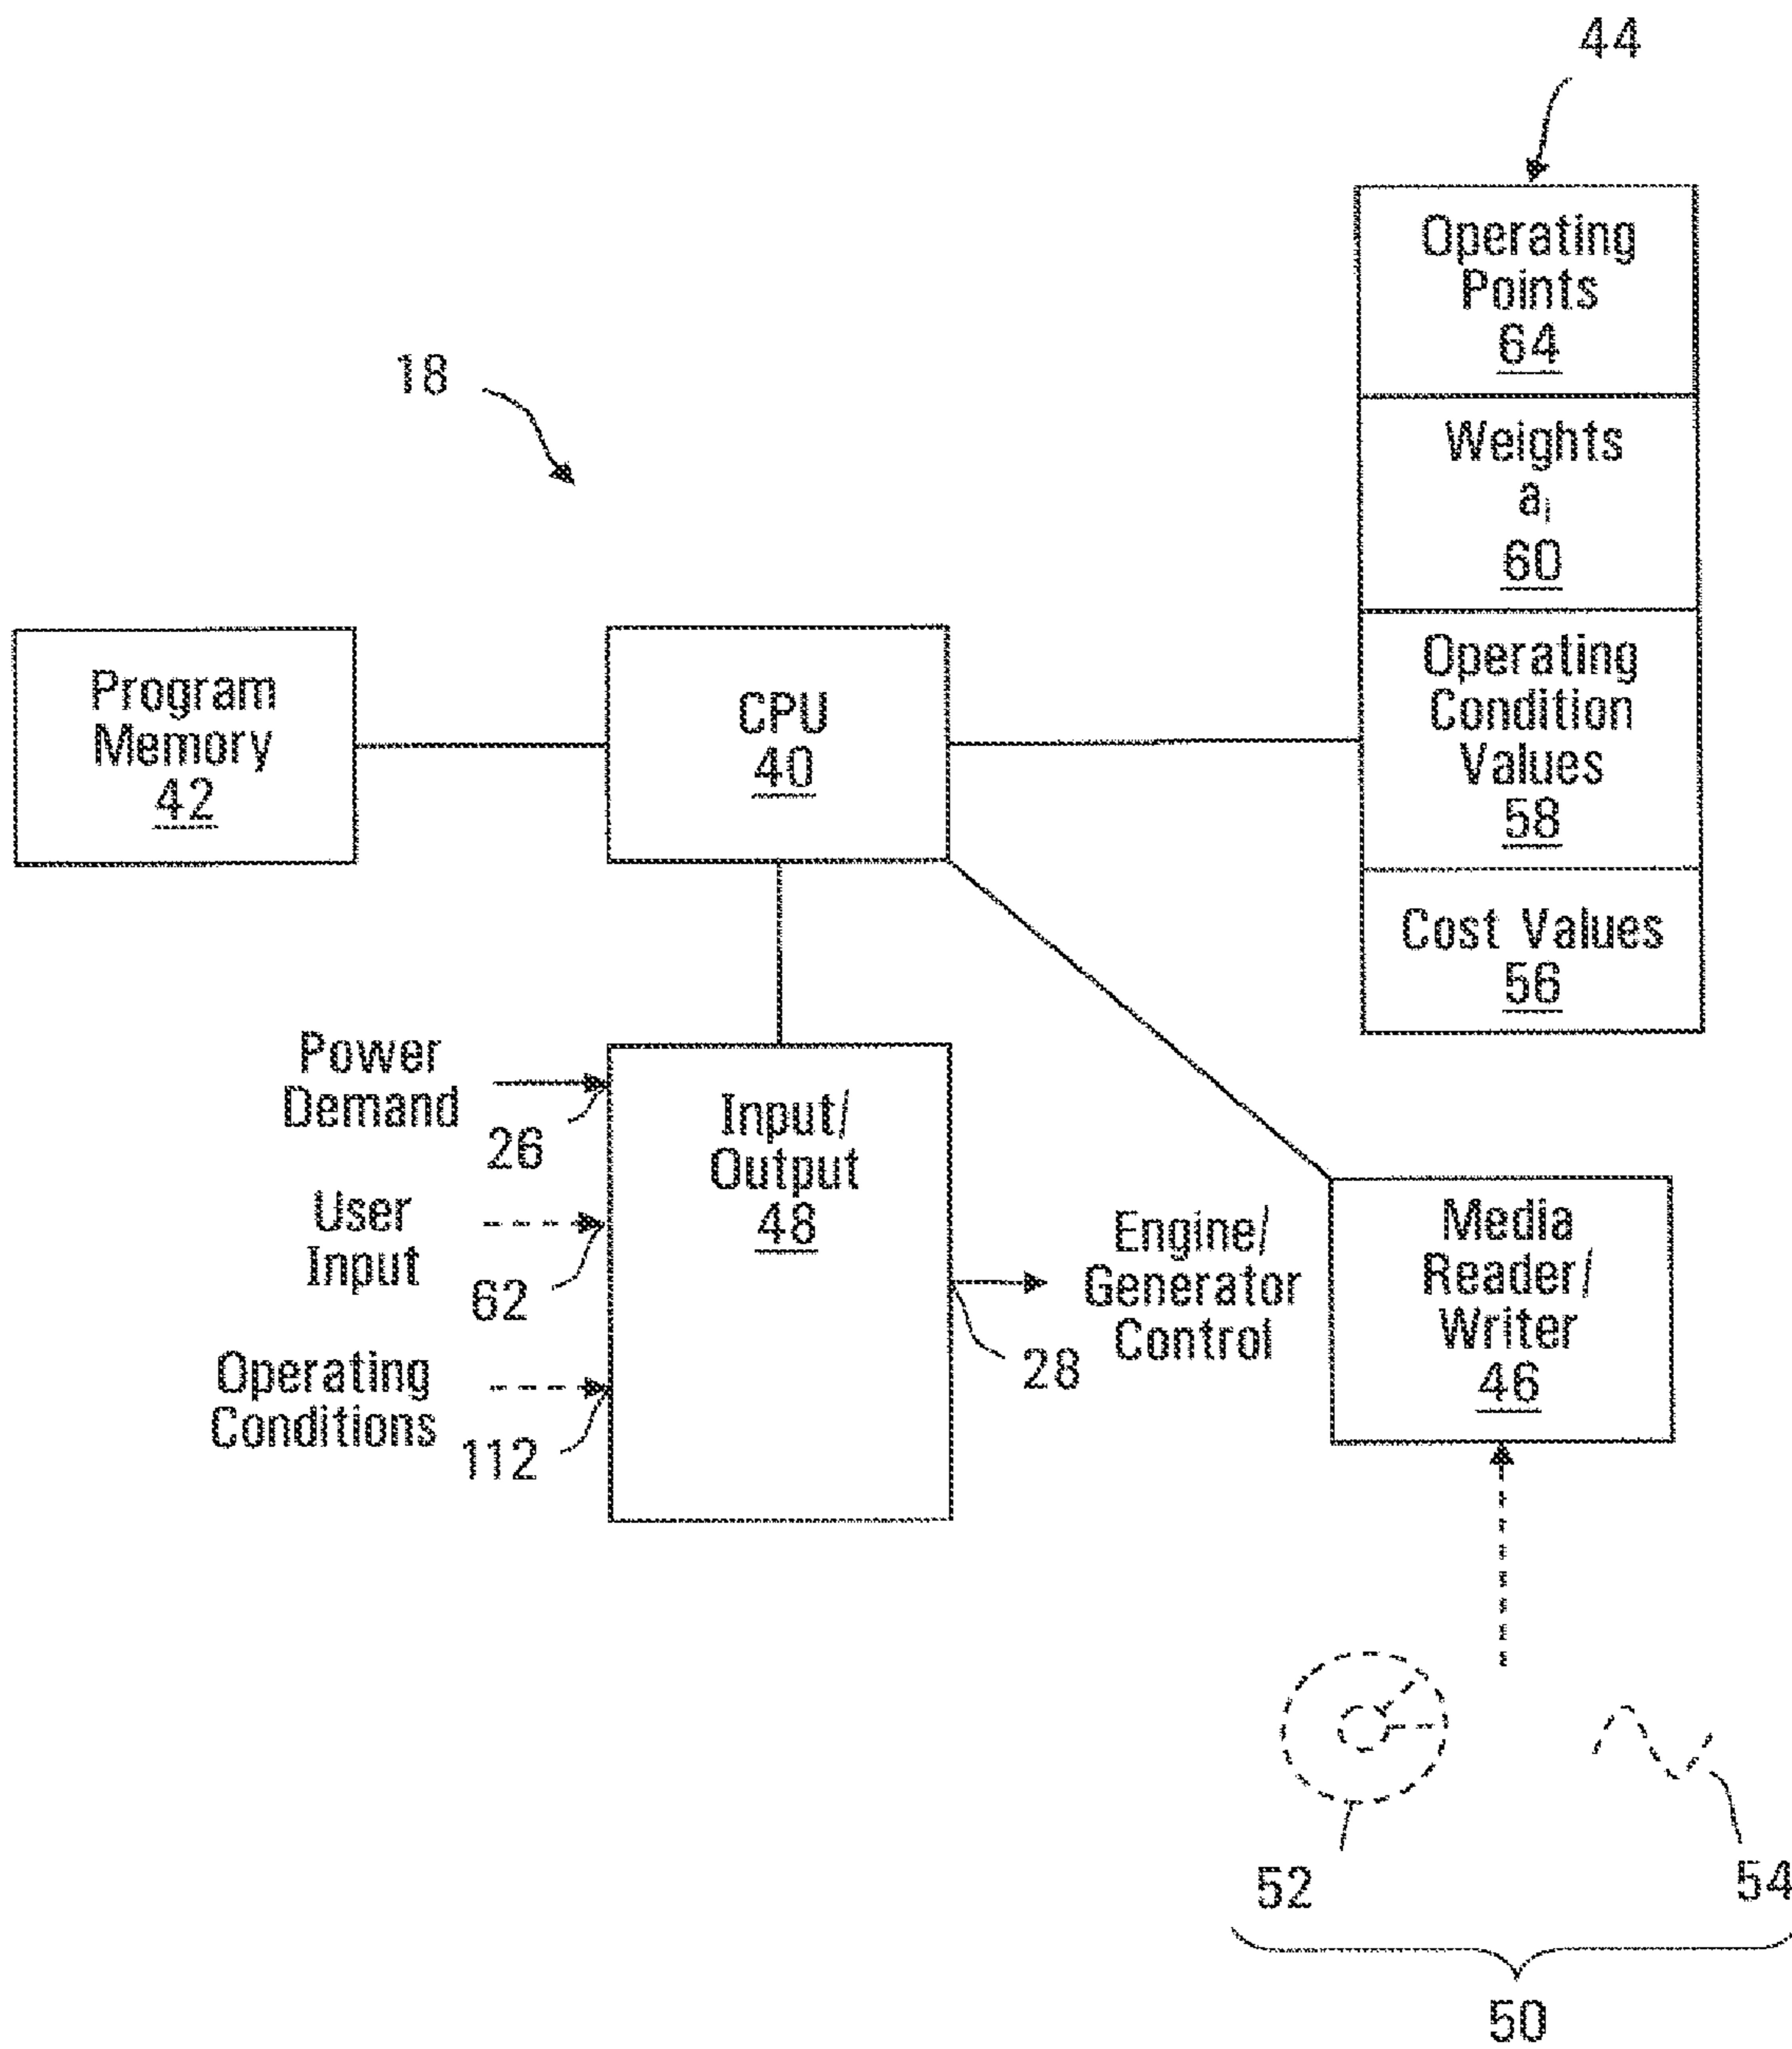 44
Operating
Points
64
18
Weights
ai
60
Program
Memory
42
CPU
40
Operating
Condition
Values
58
Cost Values
56
Power
Demand
26
User
Input
62
Operating
Conditions
112
Input/
Output
48
Engine/
Generator
Control
28
Media
Reader/
Writer
46
52
54
50